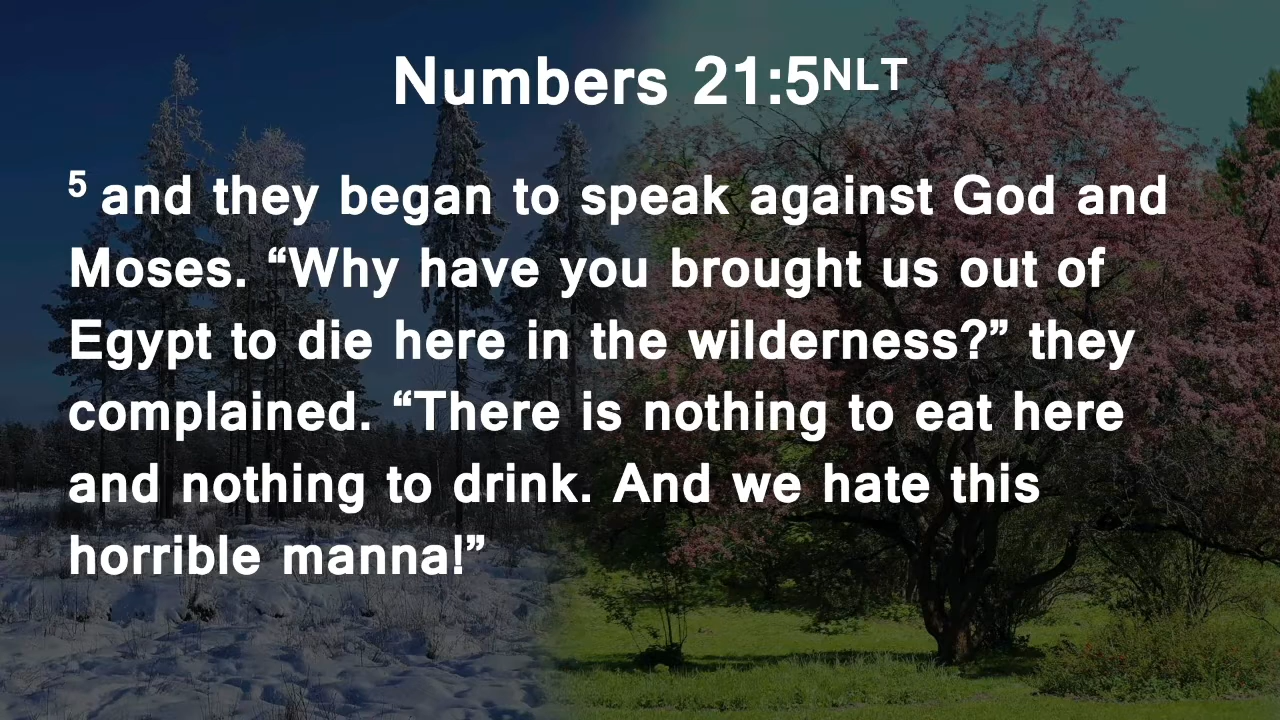 Numbers 21:5NLT
5 and they began to speak against God and
Moses. “Why have you brought us out of
Egypt to die here in the wilderness?” they
complained. “There is nothing to eat here
and nothing to drink. And we hate this
horrible manna!”